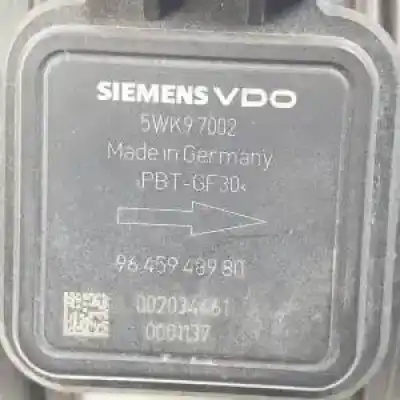 SIEMENS VDO
5WK9 7002
Made in Germany
›PBT-GF30‹
96 459 489 80
002034461
0001137